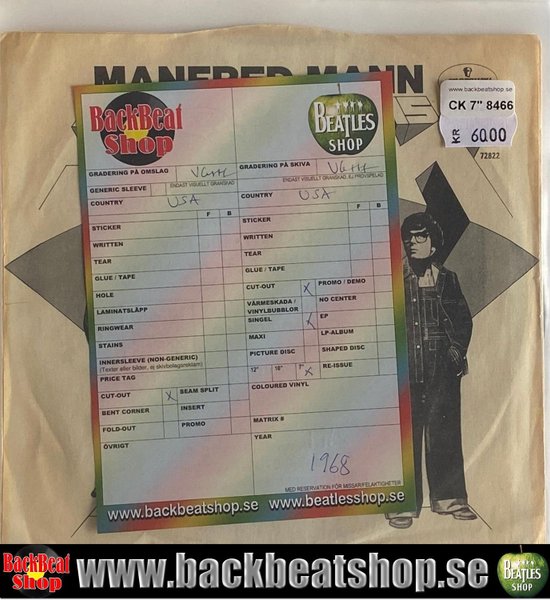 MANFRED MANN
BackBeat
Shop
BEATLES
SHOP
www.backbeatshop.se
CK 7" 8466
KR 60.00
72822
GRADERING PÅ OMSLAG VG++
GRADERING PÅ SKIVA VG++
ENDAST VISUELLT GRANSKAD
ENDAST VISUELLT GRANSKAD, EJ PROVSPELAD
GENERIC SLEEVE
COUNTRY USA
COUNTRY USA
F B
F B
STICKER
WRITTEN
TEAR
GLUE / TAPE
HOLE
LAMINATSLÄPP
RINGWEAR
STAINS
INNERSLEEVE (NON-GENERIC)
(Texter eller bilder, ej skivbolagsreklam)
PRICE TAG
CUT-OUT X
SEAM SPLIT
BENT CORNER
INSERT
FOLD-OUT
PROMO
ÖVRIGT
STICKER
WRITTEN
TEAR
GLUE / TAPE
CUT-OUT X
PROMO / DEMO
VÄRMESKADA /
VINYLBUBBLOR
NO CENTER
SINGEL X
EP
MAXI
LP-ALBUM
PICTURE DISC
SHAPED DISC
12" 10" 7" X
RE-ISSUE
COLOURED VINYL
MATRIX #
YEAR
1968
MED RESERVATION FÖR MISSAR/FELAKTIGHETER
www.backbeatshop.se www.beatlesshop.se
BackBeat
Shop
www.backbeatshop.se
BEATLES
SHOP